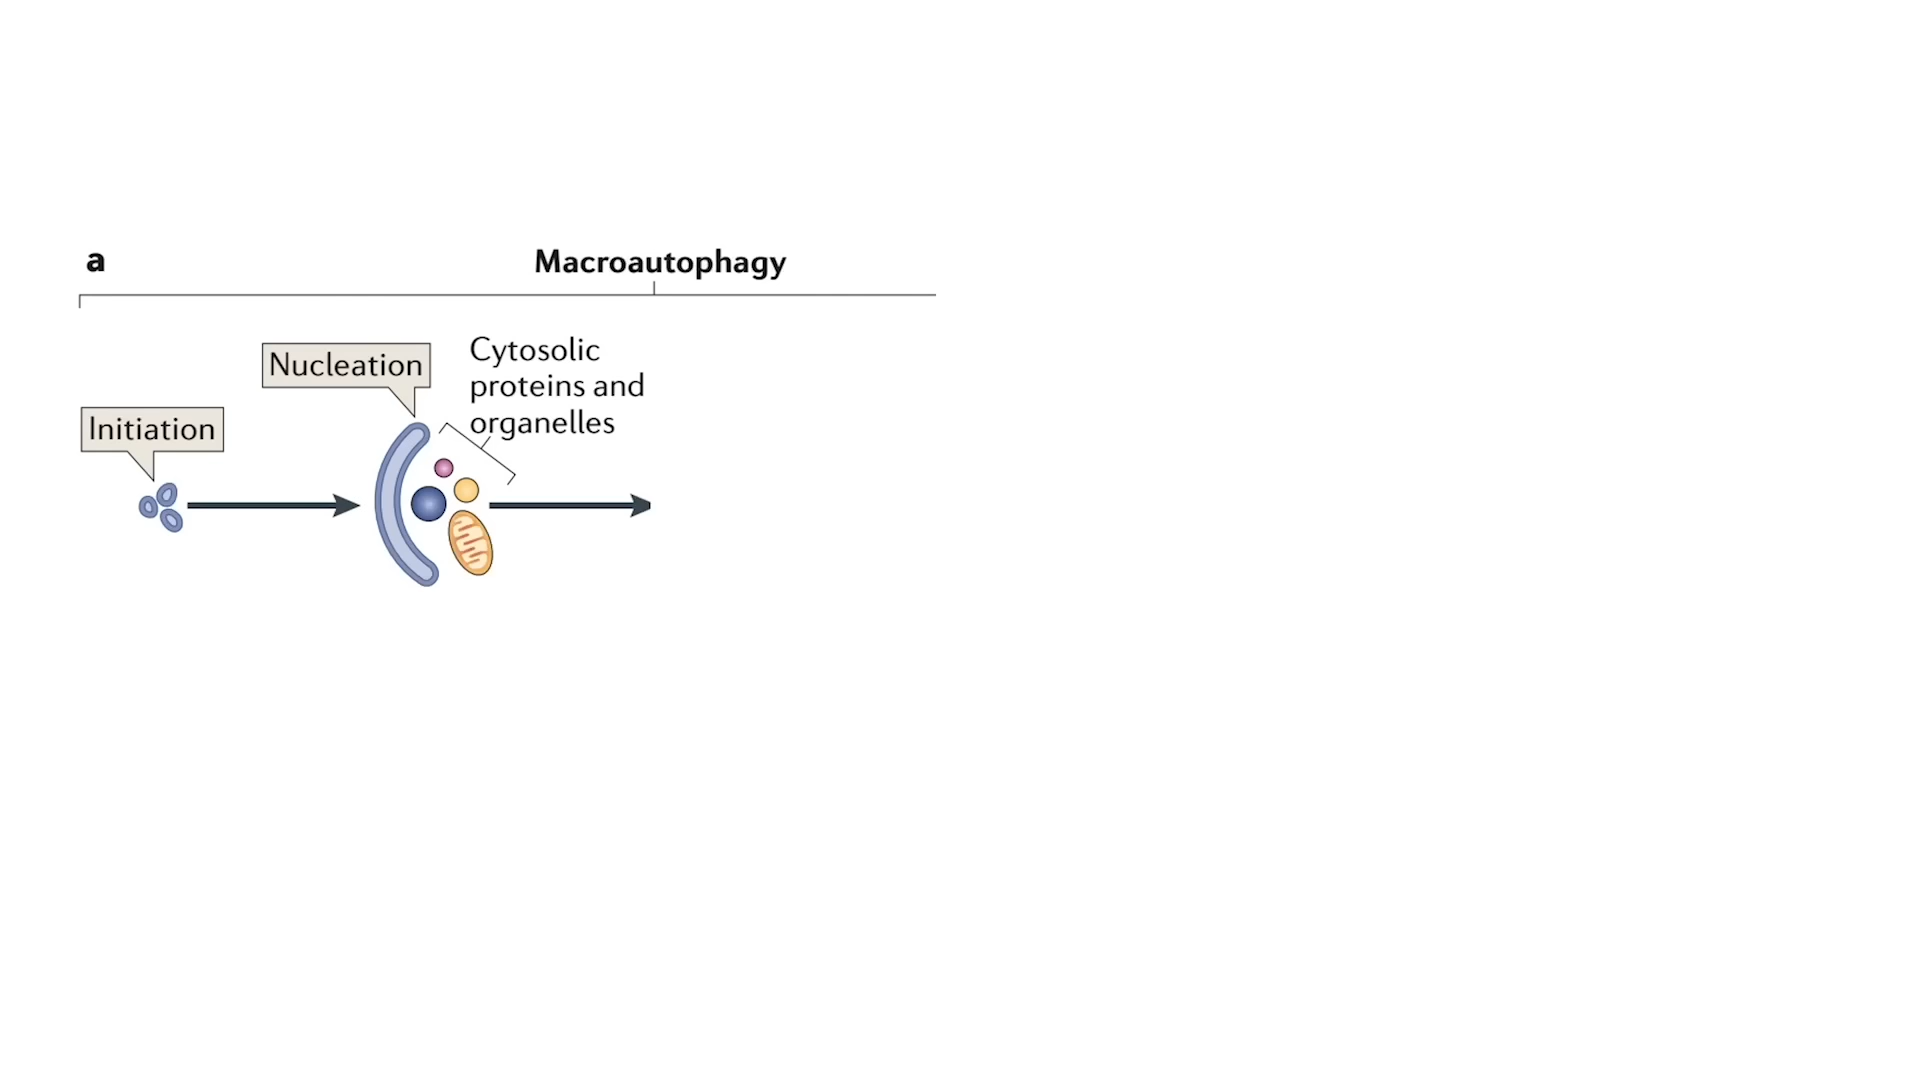 a
Macroautophagy
Nucleation
Cytosolic
proteins and
organelles
Initiation